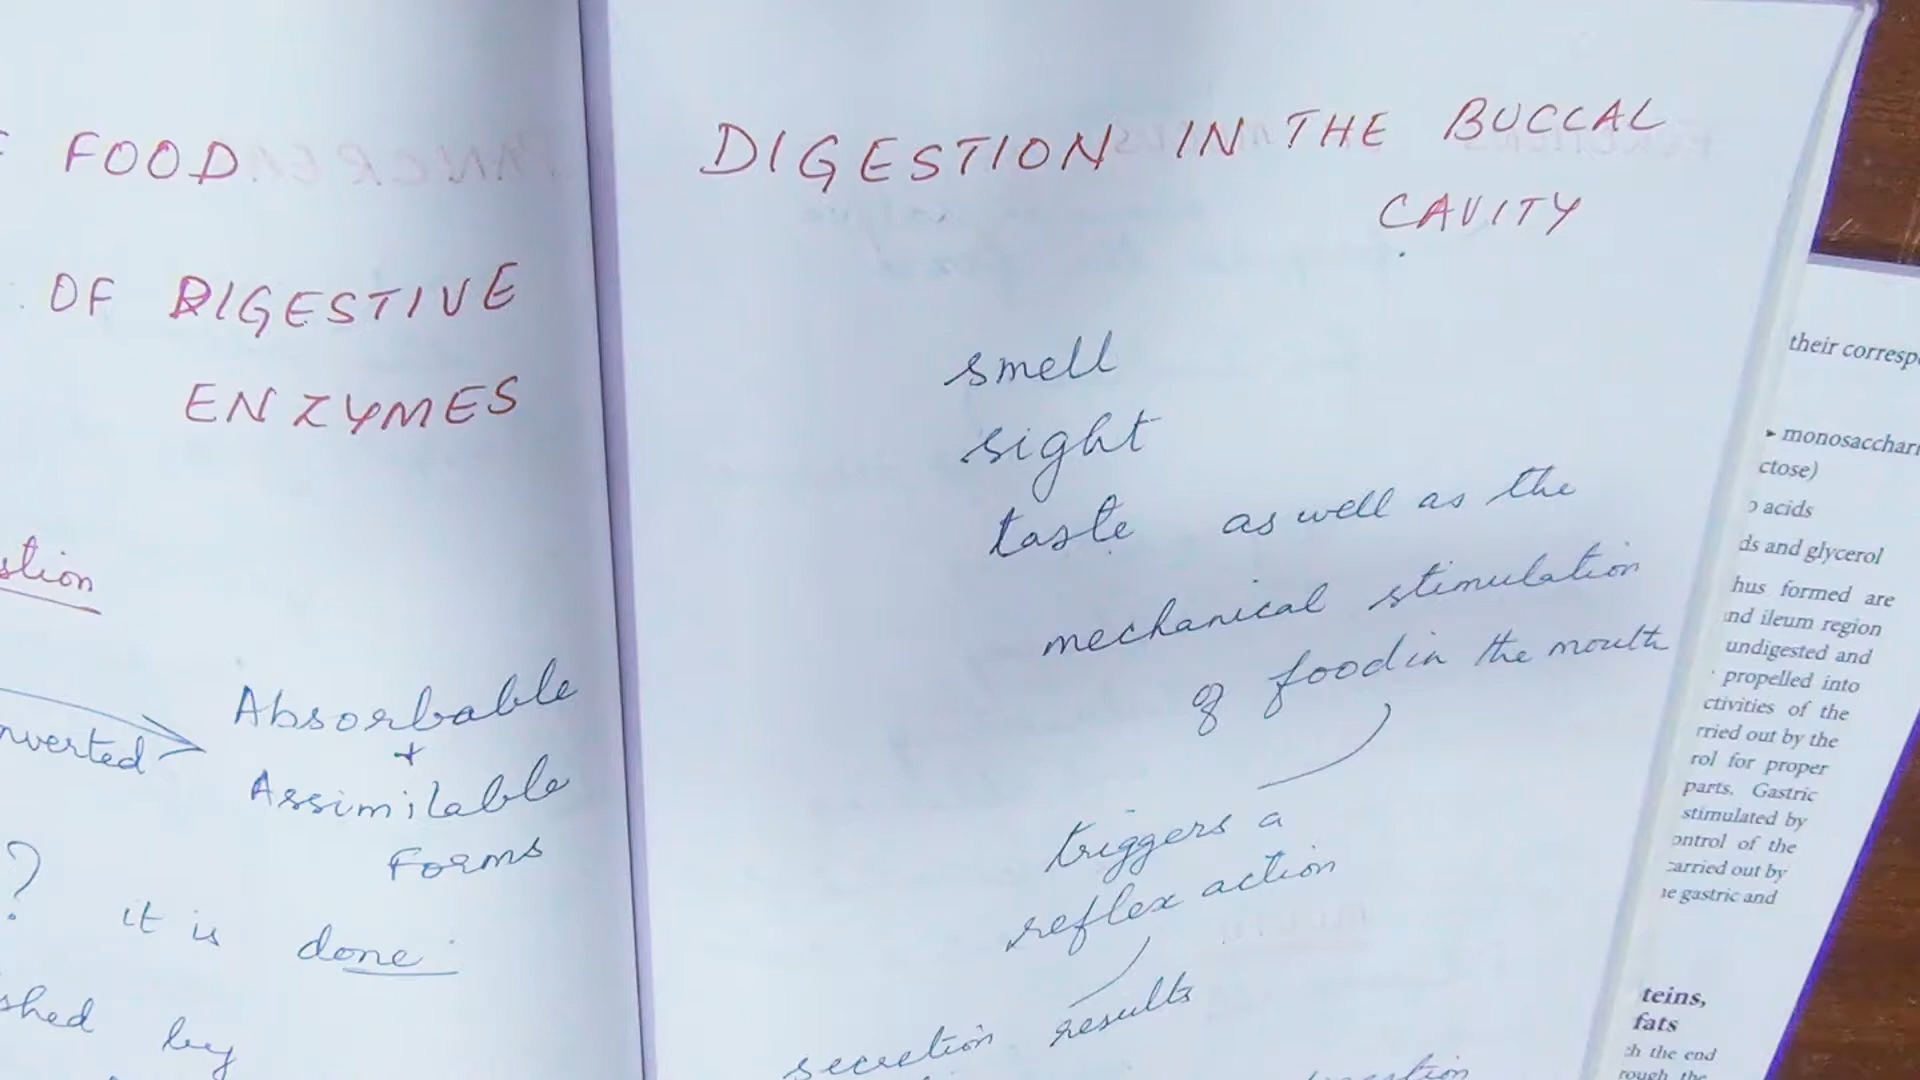 FOOD
OF DIGESTIVE
ENZYMES
Absorbable
+
Assimilable
Forms
? it is done
by
DIGESTION IN THE BUCCAL
CAVITY
smell
sight
taste as well as the
mechanical stimulation
of food in the mouth
triggers a
reflex action
results
secretion
their corresp
monosacchari
ctose)
acids
ds and glycerol
hus formed are
nd ileum region
undigested and
propelled into
ctivities of the
rried out by the
rol for proper
parts. Gastric
stimulated by
ontrol of the
carried out by
gastric and
teins,
fats
the end